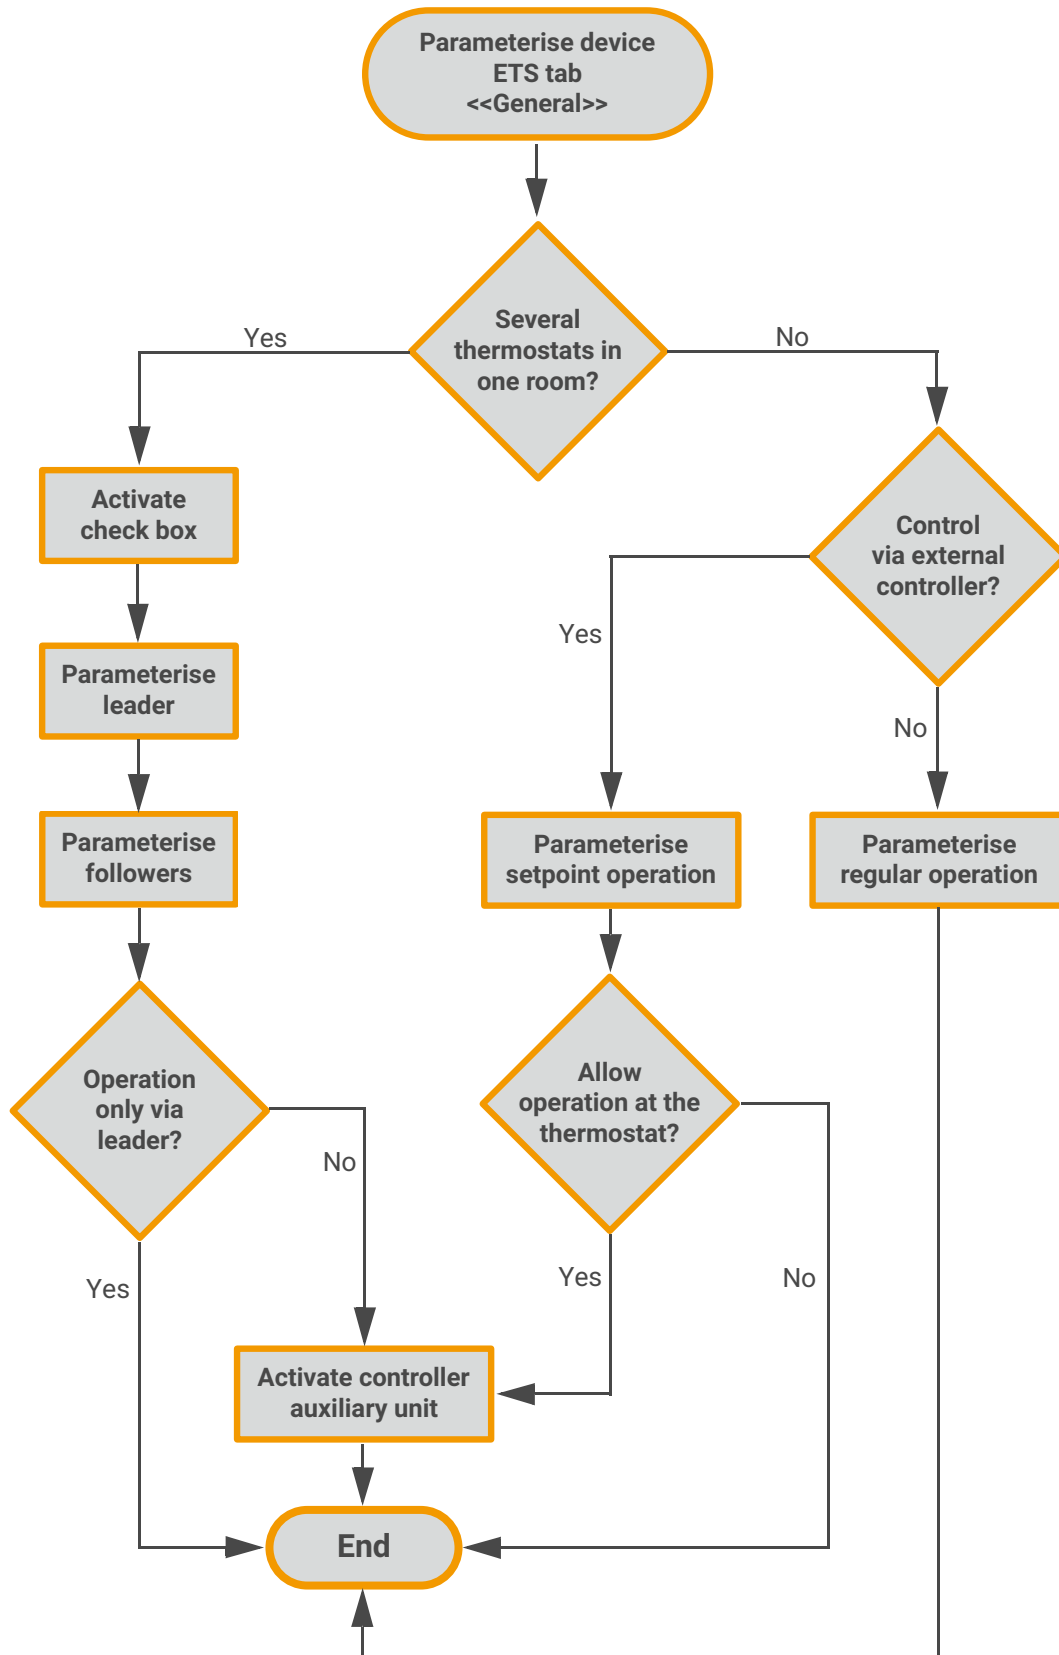 Parameterise device
ETS tab
<<General>>
Several
thermostats in
one room?
Yes
No
Activate
check box
Control
via external
controller?
Yes
Parameterise
leader
No
Parameterise
followers
Parameterise
setpoint operation
Parameterise
regular operation
Operation
only via
leader?
Allow
operation at the
thermostat?
No
Yes
Yes
No
Activate controller
auxiliary unit
End